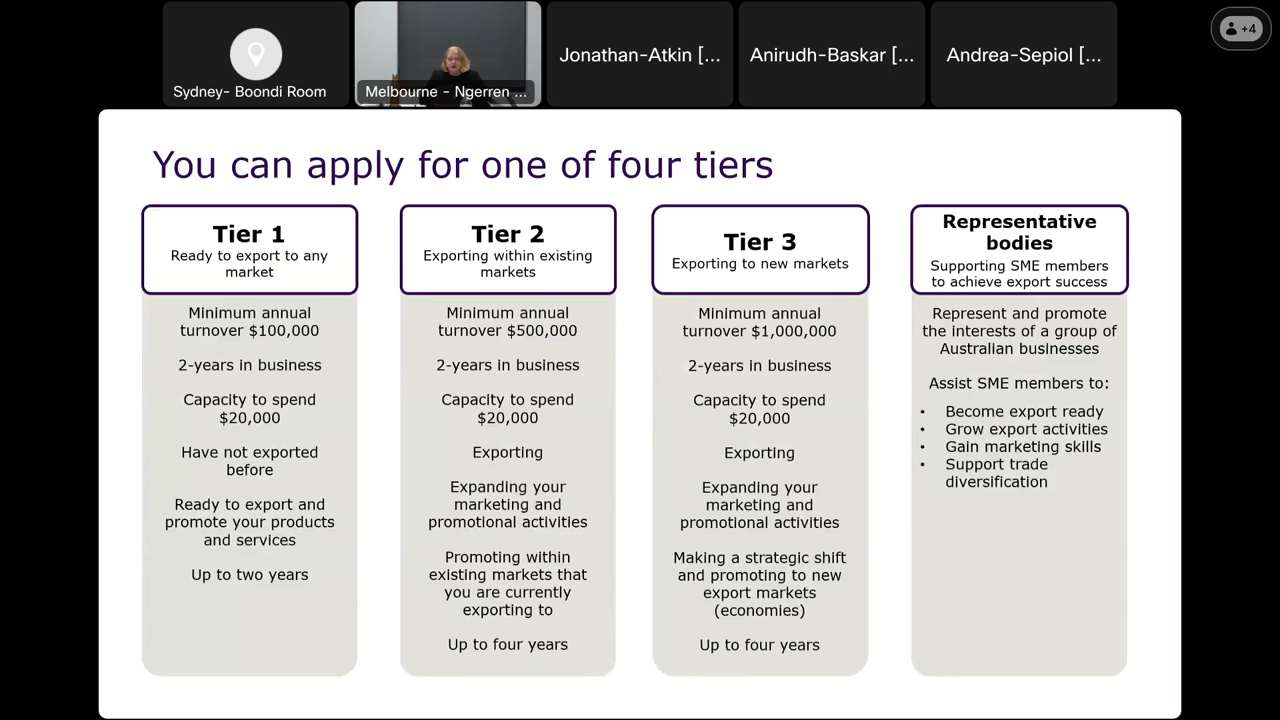 Sydney- Boondi Room
Melbourne - Ngerren ...
Jonathan-Atkin [...
Anirudh-Baskar [...
Andrea-Sepiol [...
+4
You can apply for one of four tiers
Tier 1
Ready to export to any
market
Minimum annual
turnover $100,000
2-years in business
Capacity to spend
$20,000
Have not exported
before
Ready to export and
promote your products
and services
Up to two years
Tier 2
Exporting within existing
markets
Minimum annual
turnover $500,000
2-years in business
Capacity to spend
$20,000
Exporting
Expanding your
marketing and
promotional activities
Promoting within
existing markets that
you are currently
exporting to
Up to four years
Tier 3
Exporting to new markets
Minimum annual
turnover $1,000,000
2-years in business
Capacity to spend
$20,000
Exporting
Expanding your
marketing and
promotional activities
Making a strategic shift
and promoting to new
export markets
(economies)
Up to four years
Representative
bodies
Supporting SME members
to achieve export success
Represent and promote
the interests of a group of
Australian businesses
Assist SME members to:
• Become export ready
• Grow export activities
• Gain marketing skills
• Support trade
diversification